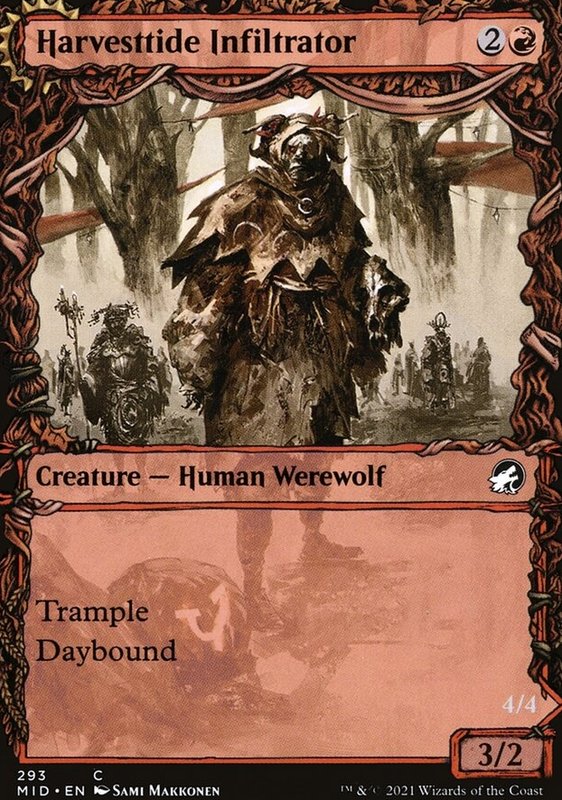 Harvesttide Infiltrator 2
Creature — Human Werewolf
Trample
Daybound
4/4
3/2
293 C
MID • EN Sami Makkonen ™ & © 2021 Wizards of the Coast